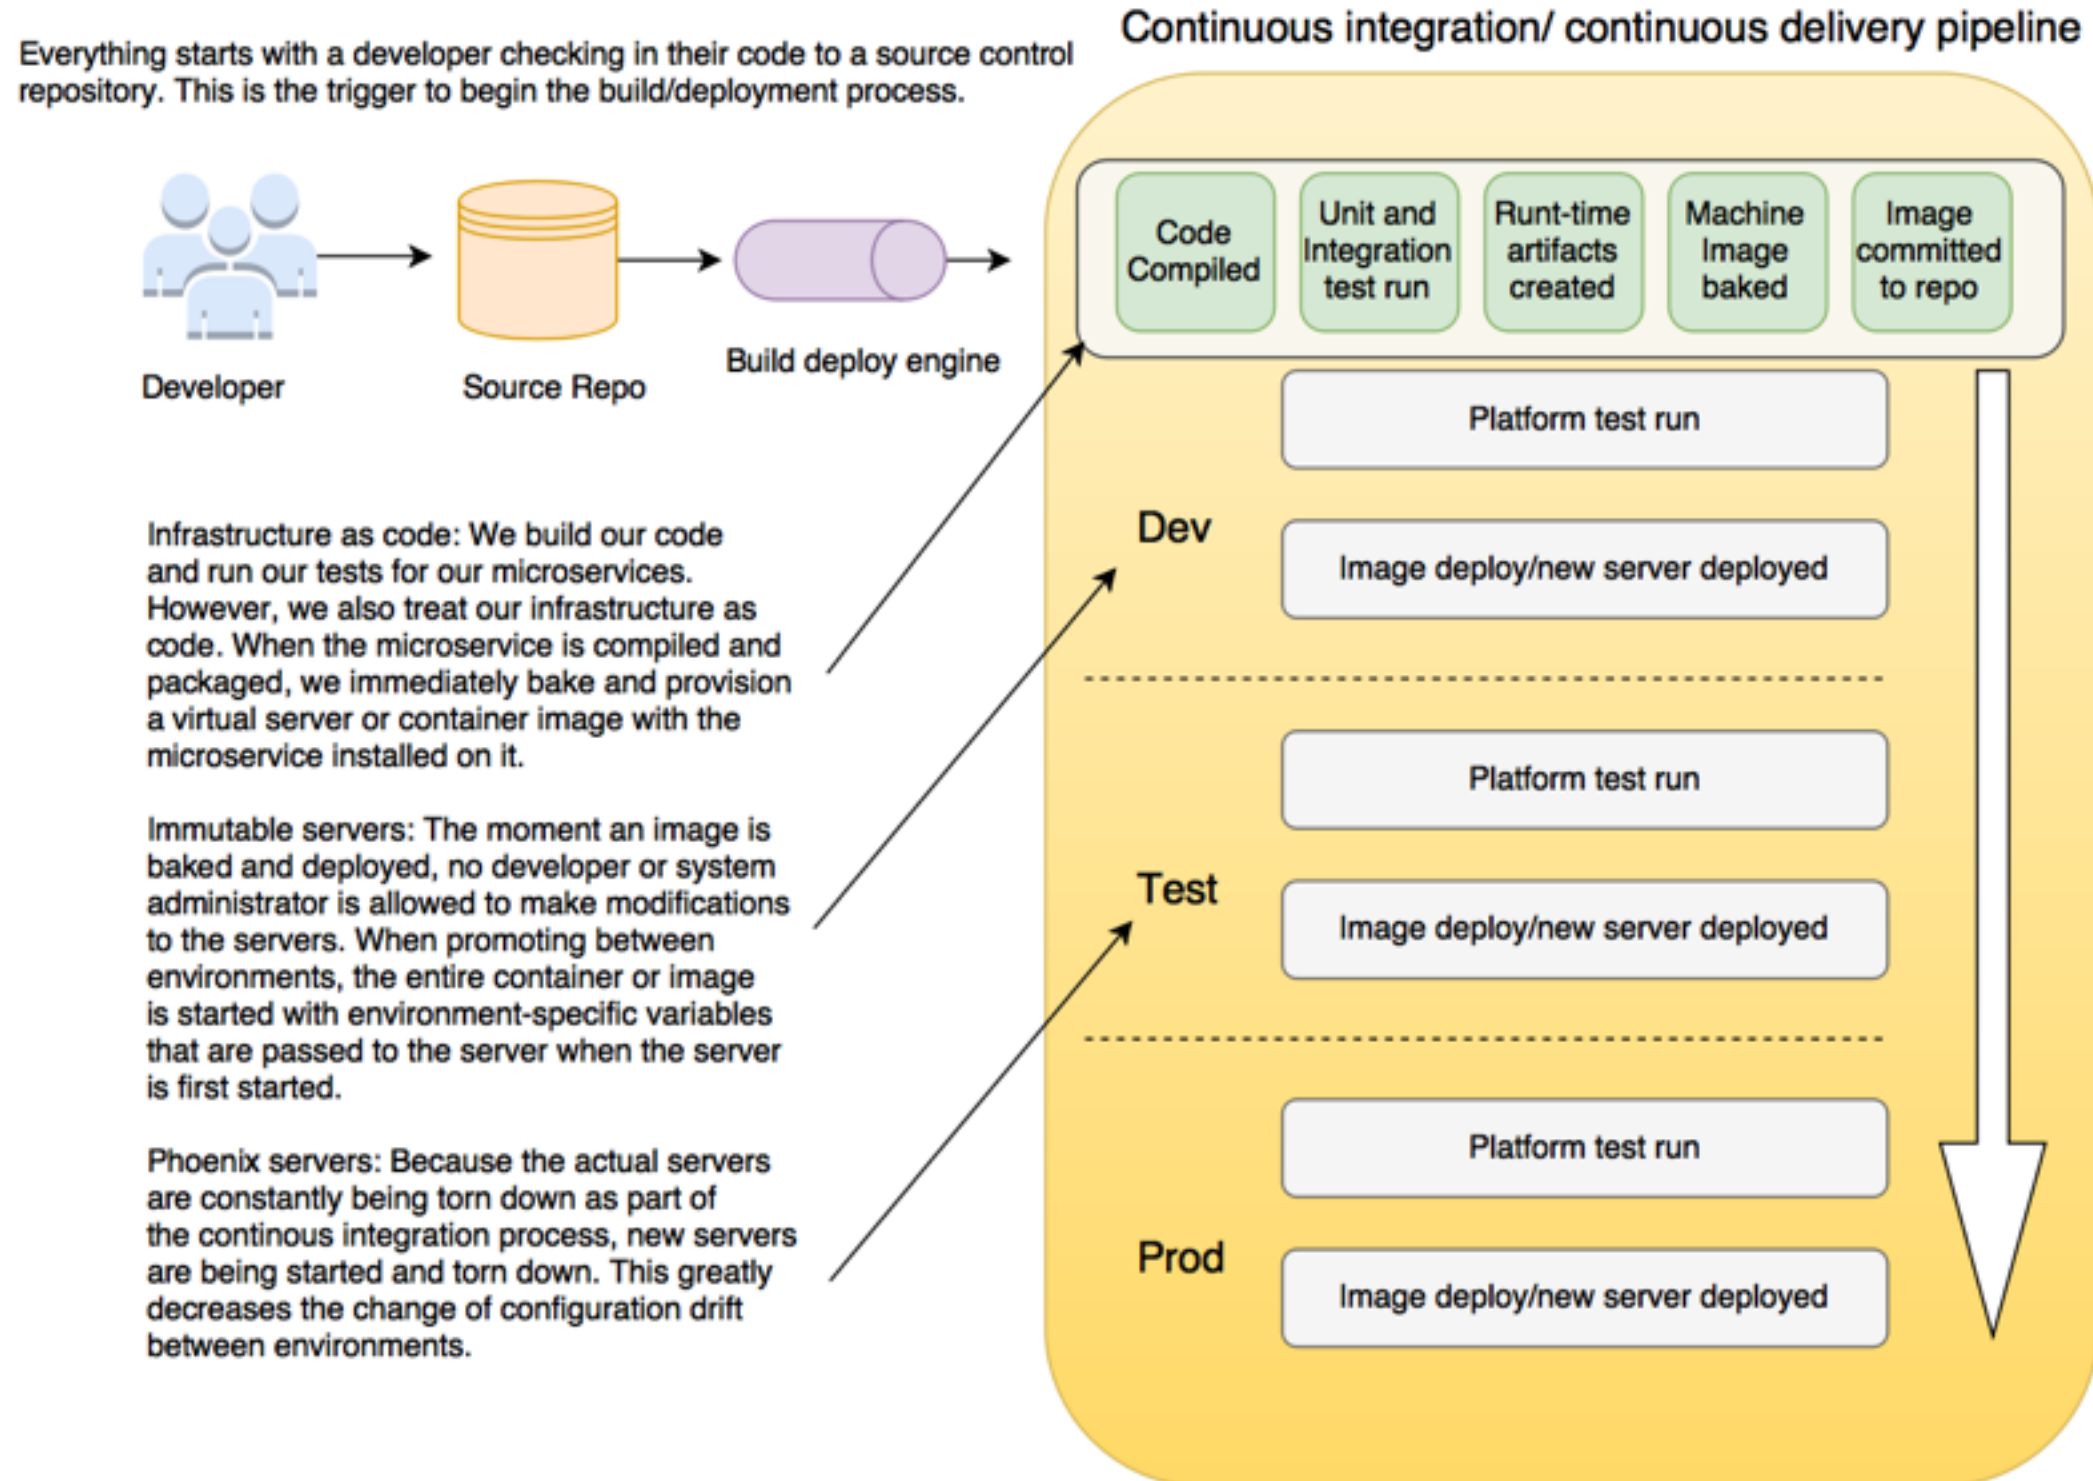 Continuous integration/ continuous delivery pipeline
Everything starts with a developer checking in their code to a source control
repository. This is the trigger to begin the build/deployment process.
Developer
Source Repo
Build deploy engine
Code
Compiled
Unit and
Integration
test run
Runt-time
artifacts
created
Machine
Image
baked
Image
committed
to repo
Infrastructure as code: We build our code
and run our tests for our microservices.
However, we also treat our infrastructure as
code. When the microservice is compiled and
packaged, we immediately bake and provision
a virtual server or container image with the
microservice installed on it.
Immutable servers: The moment an image is
baked and deployed, no developer or system
administrator is allowed to make modifications
to the servers. When promoting between
environments, the entire container or image
is started with environment-specific variables
that are passed to the server when the server
is first started.
Phoenix servers: Because the actual servers
are constantly being torn down as part of
the continous integration process, new servers
are being started and torn down. This greatly
decreases the change of configuration drift
between environments.
Platform test run
Dev
Image deploy/new server deployed
Platform test run
Test
Image deploy/new server deployed
Platform test run
Prod
Image deploy/new server deployed